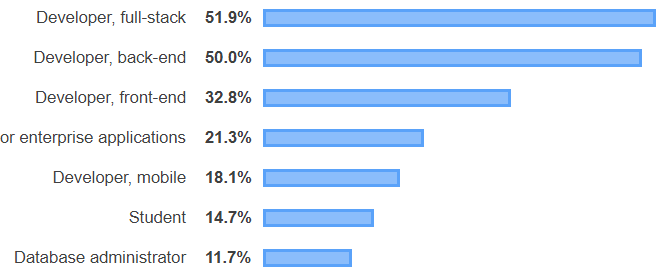 Developer, full-stack 51.9%
Developer, back-end 50.0%
Developer, front-end 32.8%
or enterprise applications 21.3%
Developer, mobile 18.1%
Student 14.7%
Database administrator 11.7%